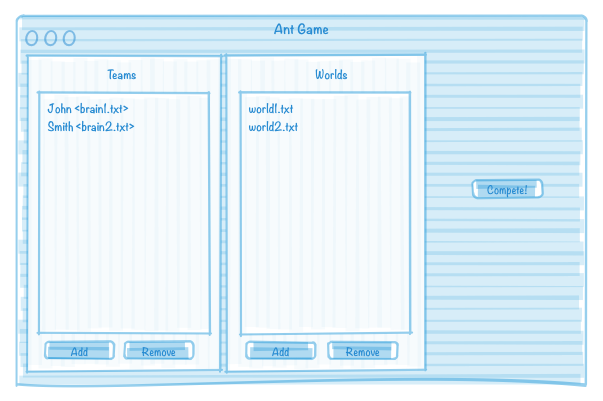 Ant Game
Teams
John <brain1.txt>
Smith <brain2.txt>
Add
Remove
Worlds
world1.txt
world2.txt
Add
Remove
Compete!